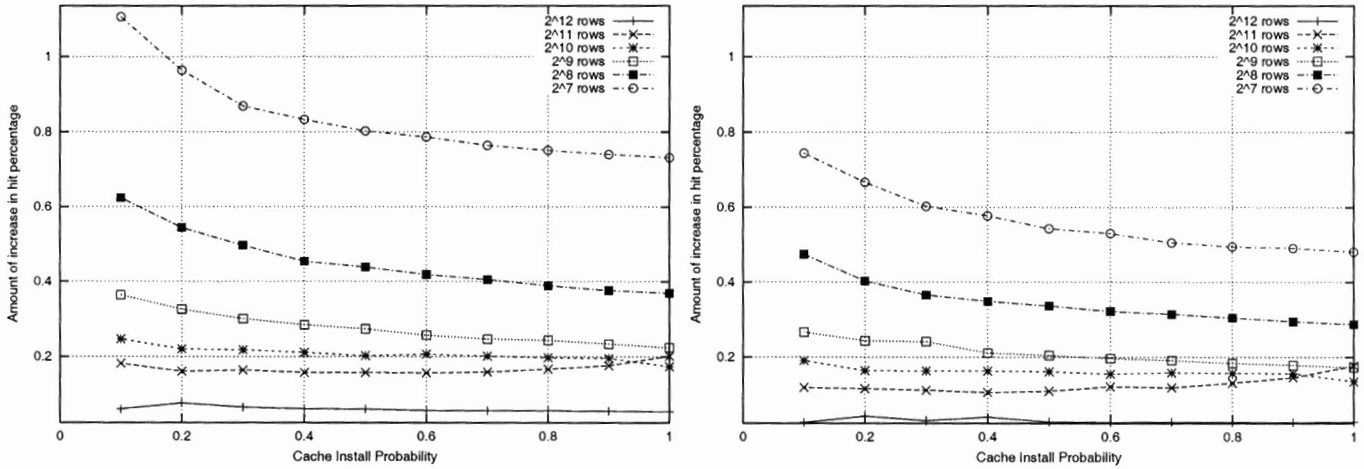 Amount of increase in hit percentage
1
0.8
0.6
0.4
0.2
0
0.2
0.4
0.6
0.8
1
Cache Install Probability
2^12 rows
2^11 rows
2^10 rows
2^9 rows
2^8 rows
2^7 rows
Amount of increase in hit percentage
1
0.8
0.6
0.4
0.2
0
0.2
0.4
0.6
0.8
1
Cache Install Probability
2^12 rows
2^11 rows
2^10 rows
2^9 rows
2^8 rows
2^7 rows